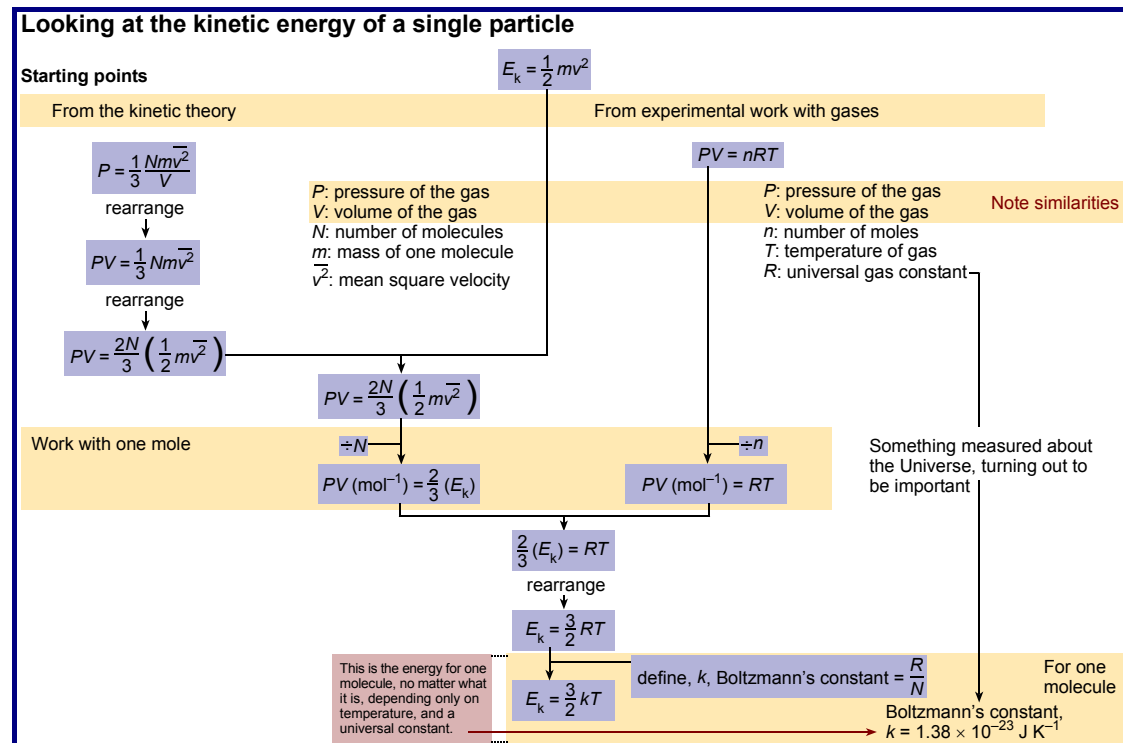 Looking at the kinetic energy of a single particle
Starting points
E_k = 1/2 mv²
From the kinetic theory
From experimental work with gases
P = 1/3 Nmv̅²/V
rearrange
PV = 1/3 Nmv̅²
rearrange
PV = 2N/3 (1/2 mv̅²)
P: pressure of the gas
V: volume of the gas
N: number of molecules
m: mass of one molecule
v̅²: mean square velocity
PV = nRT
P: pressure of the gas
V: volume of the gas
n: number of moles
T: temperature of gas
R: universal gas constant
Note similarities
PV = 2N/3 (1/2 mv̅²)
Work with one mole
÷N
÷n
PV (mol⁻¹) = 2/3 (E_k)
PV (mol⁻¹) = RT
Something measured about
the Universe, turning out to
be important
2/3 (E_k) = RT
rearrange
E_k = 3/2 RT
This is the energy for one
molecule, no matter what
it is, depending only on
temperature, and a
universal constant.
define, k, Boltzmann's constant = R/N
E_k = 3/2 kT
For one
molecule
Boltzmann's constant,
k = 1.38 × 10⁻²³ J K⁻¹